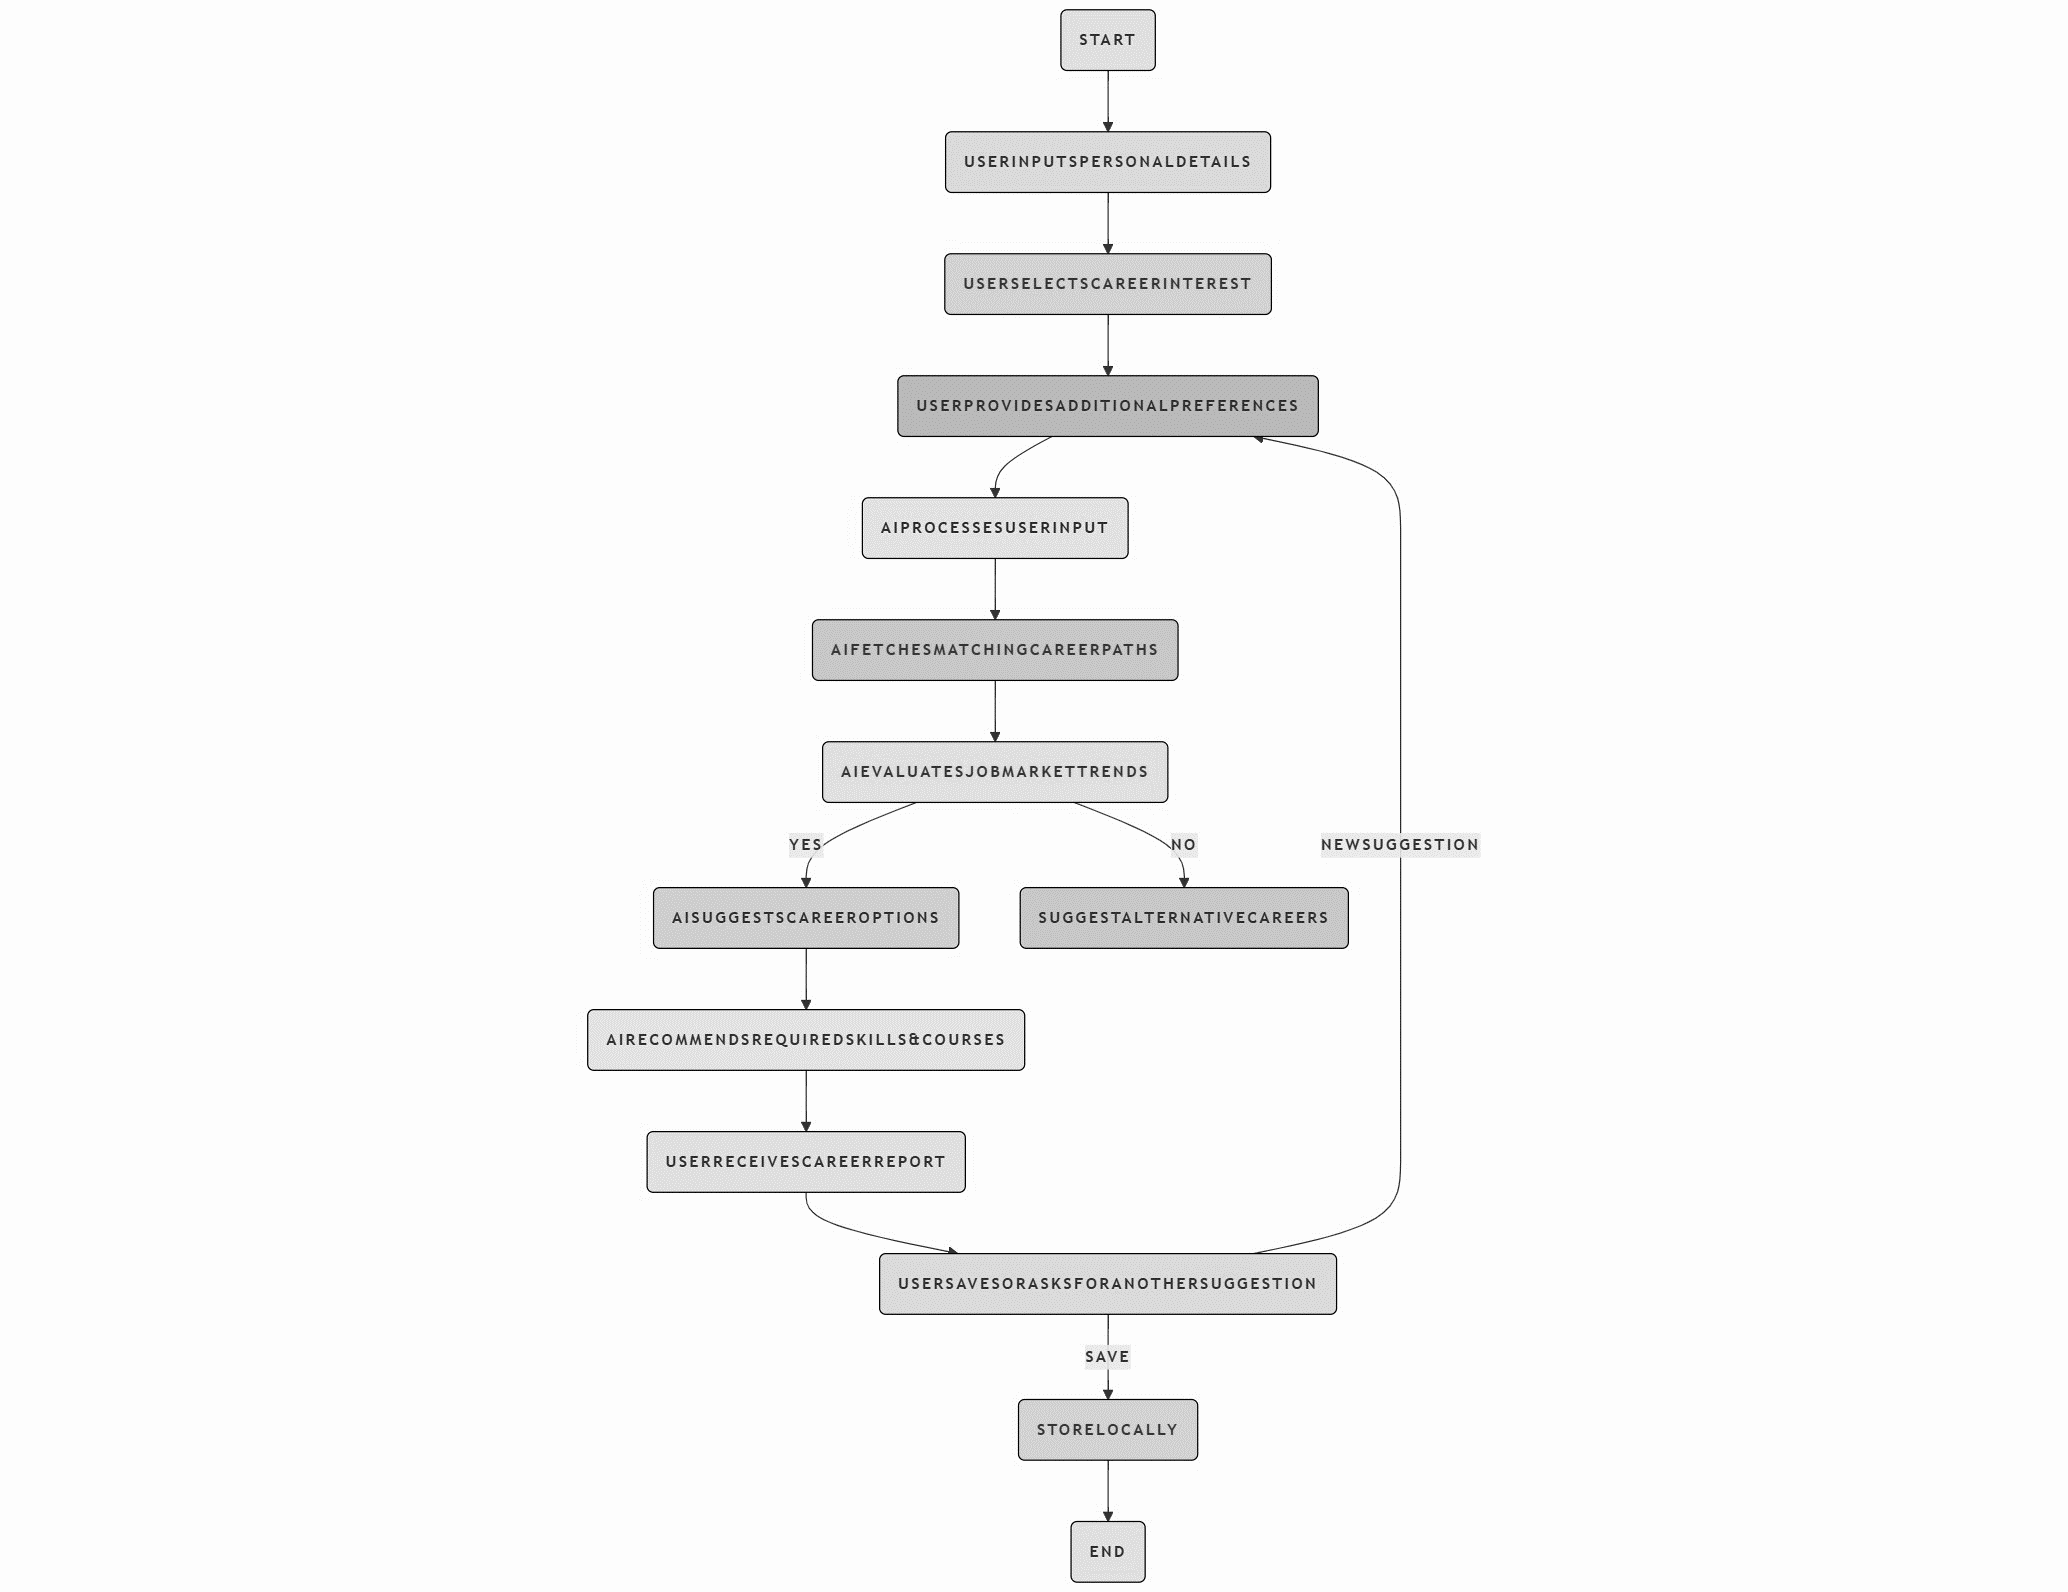 START
USERINPUTSPERSONALDETAILS
USERSELECTSCAREERINTEREST
USERPROVIDESADDITIONALPREFERENCES
AIPROCESSESUSERINPUT
AIFETCHESMATCHINGCAREERPATHS
AIEVALUATESJOBMARKETTRENDS
YES
NO
NEWSUGGESTION
AISUGGESTSCAREEROPTIONS
SUGGESTALTERNATIVECAREERS
AIRECOMMENDSREQUIREDSKILLS&COURSES
USERRECEIVESCAREERREPORT
USERSAVESORASKSFORANOTHERSUGGESTION
SAVE
STORELOCALLY
END